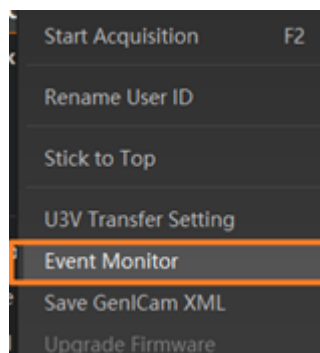 Start Acquisition F2
Rename User ID
Stick to Top
U3V Transfer Setting
Event Monitor
Save GenICam XML
Upgrade Firmware